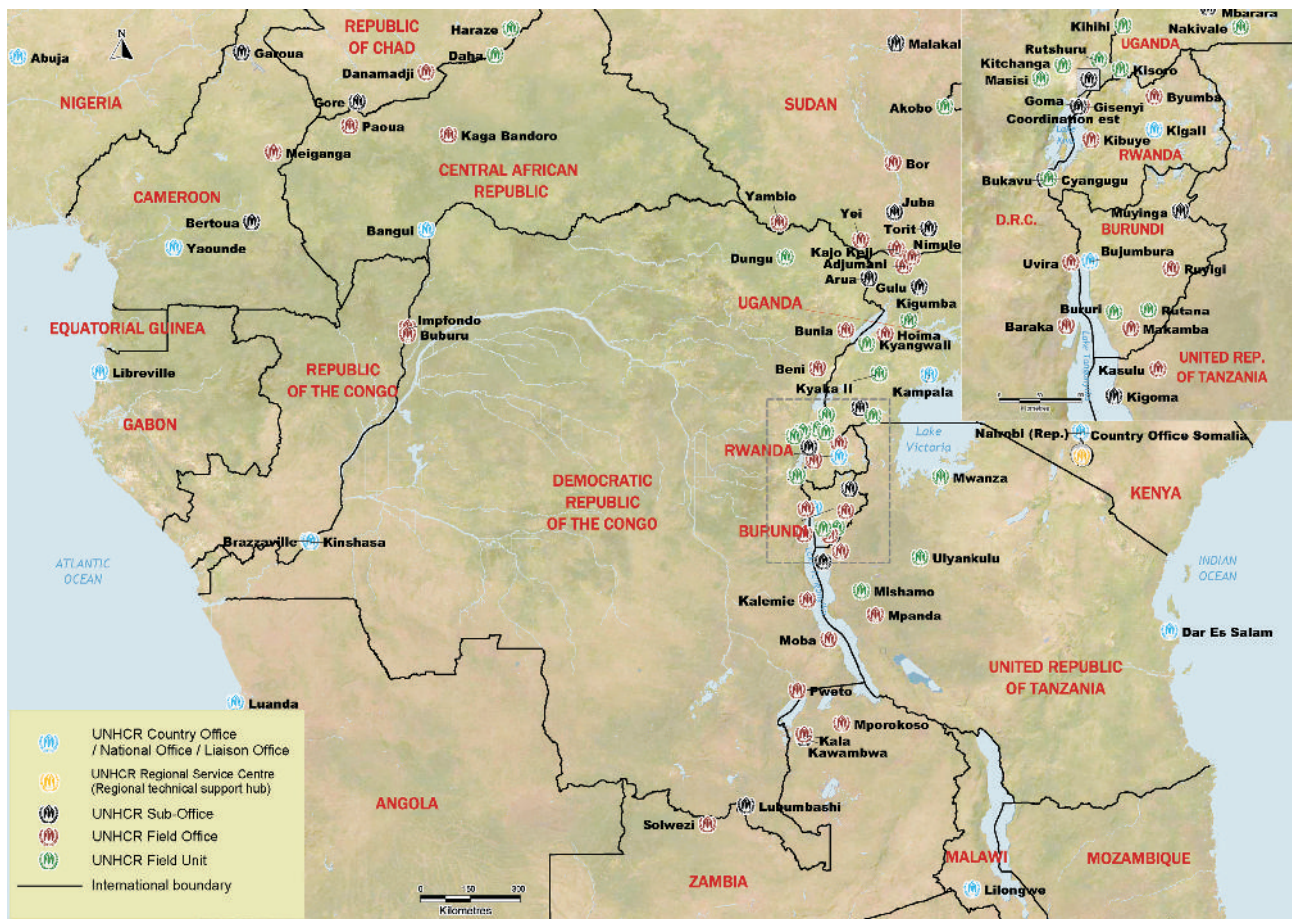 REPUBLIC
OF CHAD
Haraze
Daha
Abuja
N
Garoua
Danamadji
Gore
NIGERIA
Paoua
Kaga Bandoro
Meiganga
CENTRAL AFRICAN
REPUBLIC
CAMEROON
Bertoua
Yaounde
Bangui
SUDAN
Malakal
Akobo
Bor
Yambio
Juba
Yei
Torit
Nimule
Kajo Keji
Adjumani
Dungu
Arua
Gulu
Kigumba
UGANDA
EQUATORIAL GUINEA
Impfondo
Buburu
Bunia
Hoima
Kyangwali
Libreville
REPUBLIC
OF THE CONGO
Beni
Kyaka II
Kampala
GABON
Lake
Victoria
RWANDA
DEMOCRATIC
REPUBLIC
OF THE CONGO
Mwanza
BURUNDI
Nairobi (Rep.)
Country Office Somalia
KENYA
Brazzaville
Kinshasa
ATLANTIC
OCEAN
Ulyankulu
INDIAN
OCEAN
Mishamo
Kalemie
Mpanda
Moba
Dar Es Salam
UNITED REPUBLIC
OF TANZANIA
Pweto
Luanda
Mporokoso
Kala
Kawambwa
ANGOLA
Lubumbashi
Solwezi
ZAMBIA
MALAWI
MOZAMBIQUE
Lilongwe
0 150 300
Kilometres
Mbarara
Kihihi
Nakivale
UGANDA
Rutshuru
Kitchanga
Kisoro
Masisi
Goma
Gisenyi
Byumba
Coordination est
Kigali
Kibuye
RWANDA
Bukavu
Cyangugu
D.R.C.
Muyinga
BURUNDI
Uvira
Bujumbura
Ruyigi
Bururi
Rutana
Baraka
Makamba
UNITED REP.
OF TANZANIA
Kasulu
Kigoma
Kilometres
UNHCR Country Office
/ National Office / Liaison Office
UNHCR Regional Service Centre
(Regional technical support hub)
UNHCR Sub-Office
UNHCR Field Office
UNHCR Field Unit
International boundary